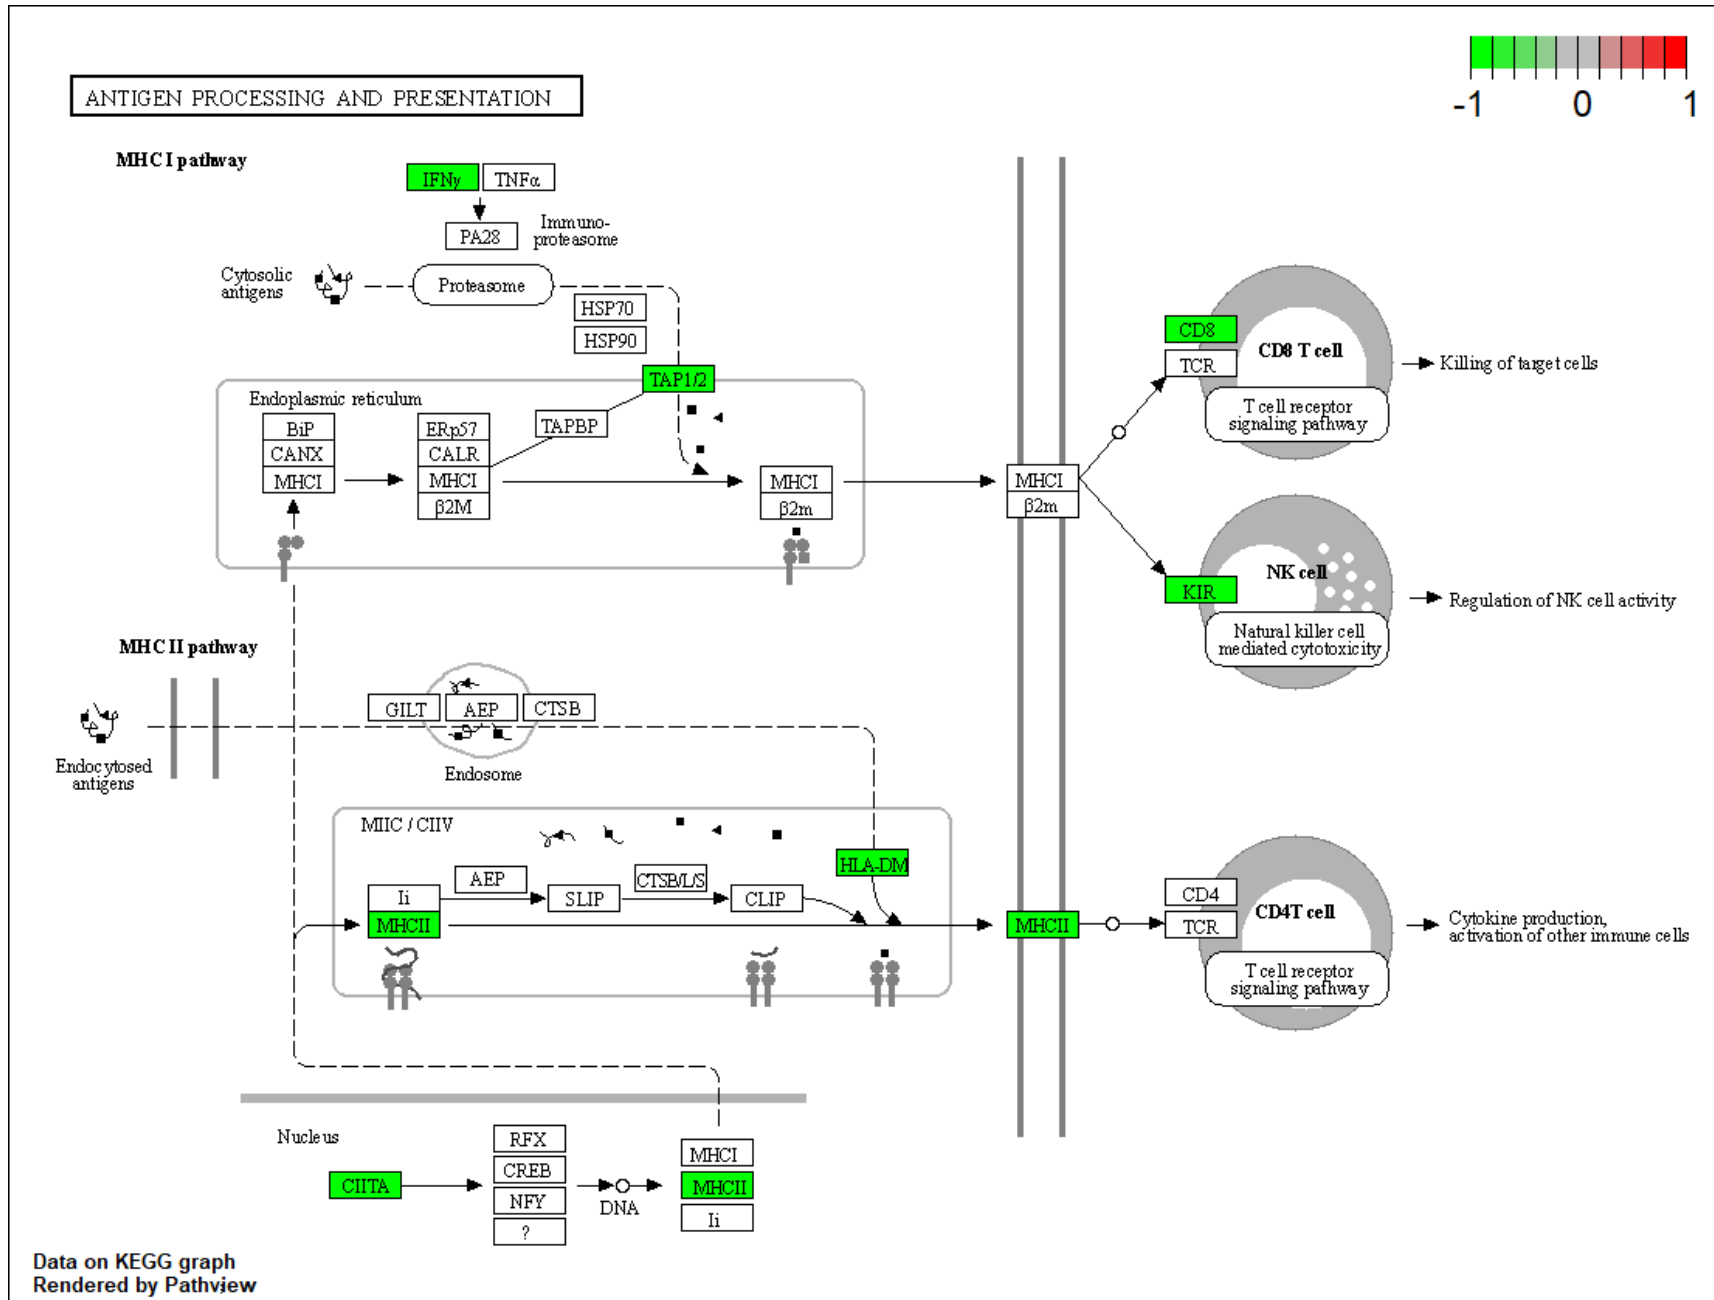 -1 0 1
ANTIGEN PROCESSING AND PRESENTATION
MHC I pathway
IFNγ TNFα
PA28
Immuno-
proteasome
Cytosolic
antigens
Proteasome
HSP70
HSP90
TAP1/2
Endoplasmic reticulum
BiP
CANX
MHCI
ERp57
CALR
MHCI
β2M
TAPBP
MHCI
β2m
MHCI
β2m
CD8
TCR
CD8 T cell
T cell receptor
signaling pathway
Killing of target cells
KIR
NK cell
Natural killer cell
mediated cytotoxicity
Regulation of NK cell activity
MHC II pathway
Endocytosed
antigens
GILT AEP CTSB
Endosome
MIIC / CIIV
Ii
MHCII
AEP
SLIP
CTSB/L/S
CLIP
HLA-DM
MHCII
CD4
TCR
CD4T cell
T cell receptor
signaling pathway
Cytokine production,
activation of other immune cells
Nucleus
CIITA
RFX
CREB
NFY
?
DNA
MHCI
MHCII
Ii
Data on KEGG graph
Rendered by Pathview